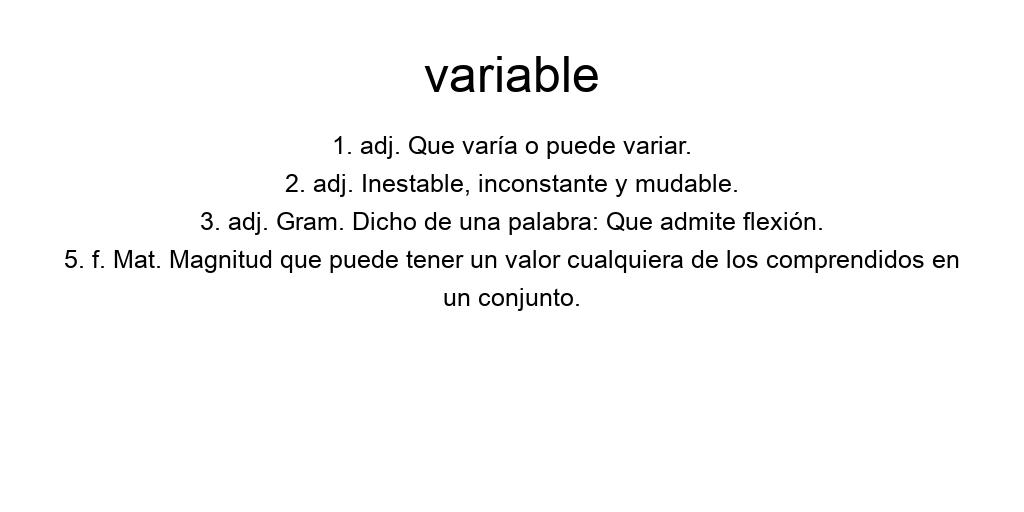 variable
1. adj. Que varía o puede variar.
2. adj. Inestable, inconstante y mudable.
3. adj. Gram. Dicho de una palabra: Que admite flexión.
5. f. Mat. Magnitud que puede tener un valor cualquiera de los comprendidos en
un conjunto.